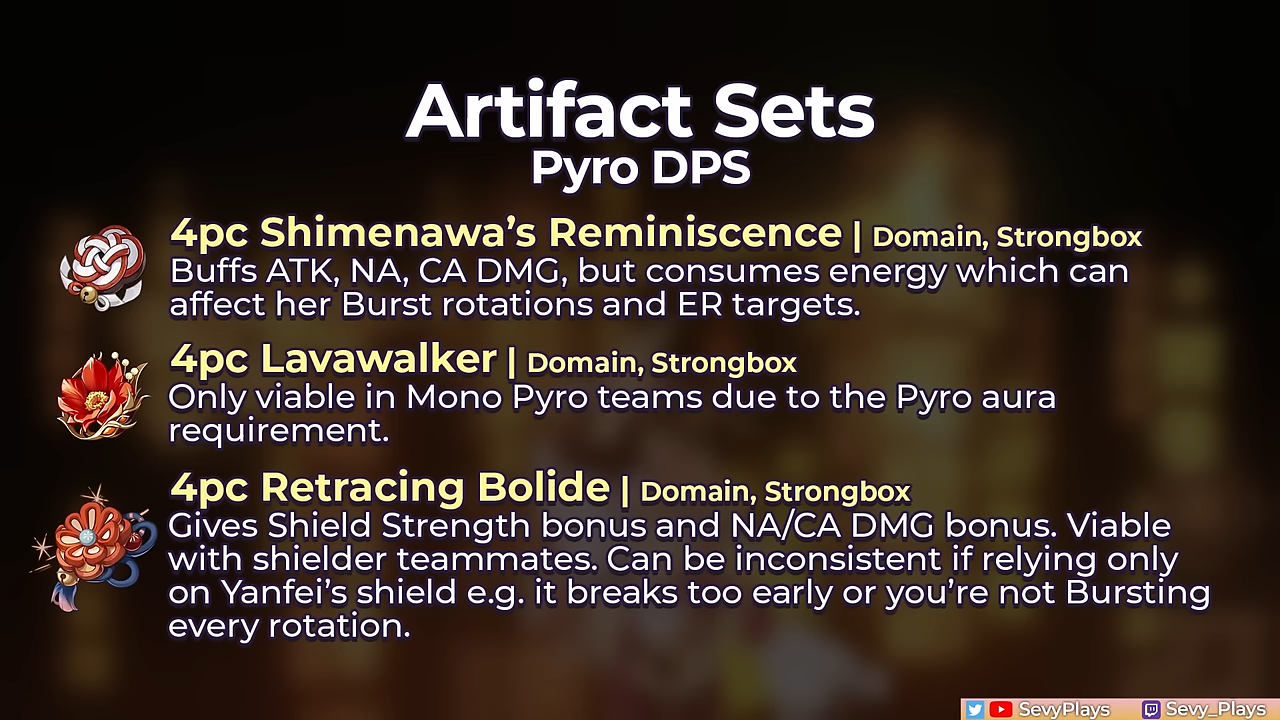 Artifact Sets
Pyro DPS
4pc Shimenawa’s Reminiscence | Domain, Strongbox
Buffs ATK, NA, CA DMG, but consumes energy which can
affect her Burst rotations and ER targets.
4pc Lavawalker | Domain, Strongbox
Only viable in Mono Pyro teams due to the Pyro aura
requirement.
4pc Retracing Bolide | Domain, Strongbox
Gives Shield Strength bonus and NA/CA DMG bonus. Viable
with shielder teammates. Can be inconsistent if relying only
on Yanfei’s shield e.g. it breaks too early or you’re not Bursting
every rotation.
SevyPlays Sevy_Plays